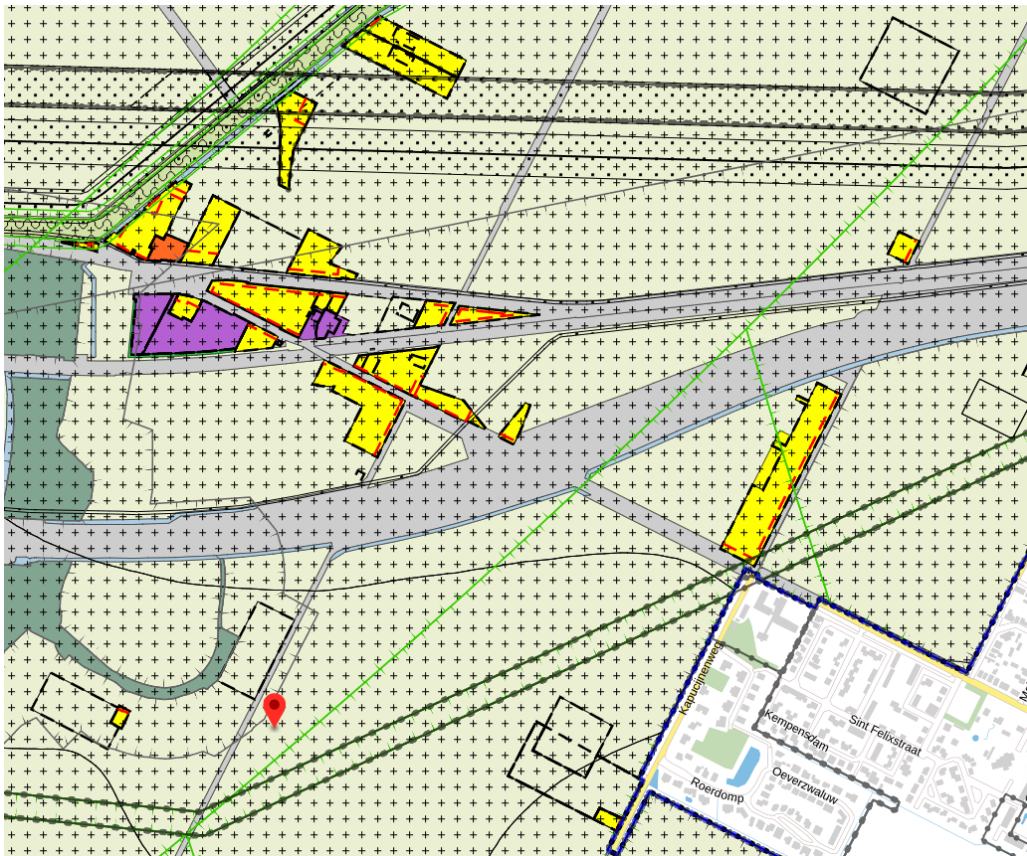 Kapucijnenweg
Kempensdam
Sint Felixstraat
Oeverzwaluw
Roerdomp